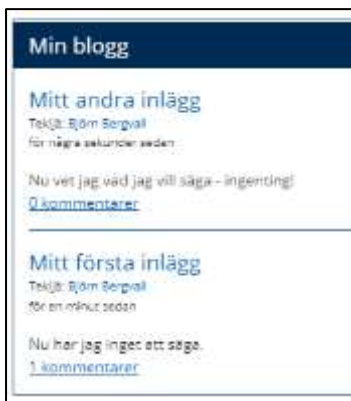 Min blogg
Mitt andra inlägg
Tekijä: Björn Bergvall
för några sekunder sedan
Nu vet jag vad jag vill säga - ingenting!
0 kommentarer
Mitt första inlägg
Tekijä: Björn Bergvall
för en minut sedan
Nu har jag inget att säga.
1 kommentarer